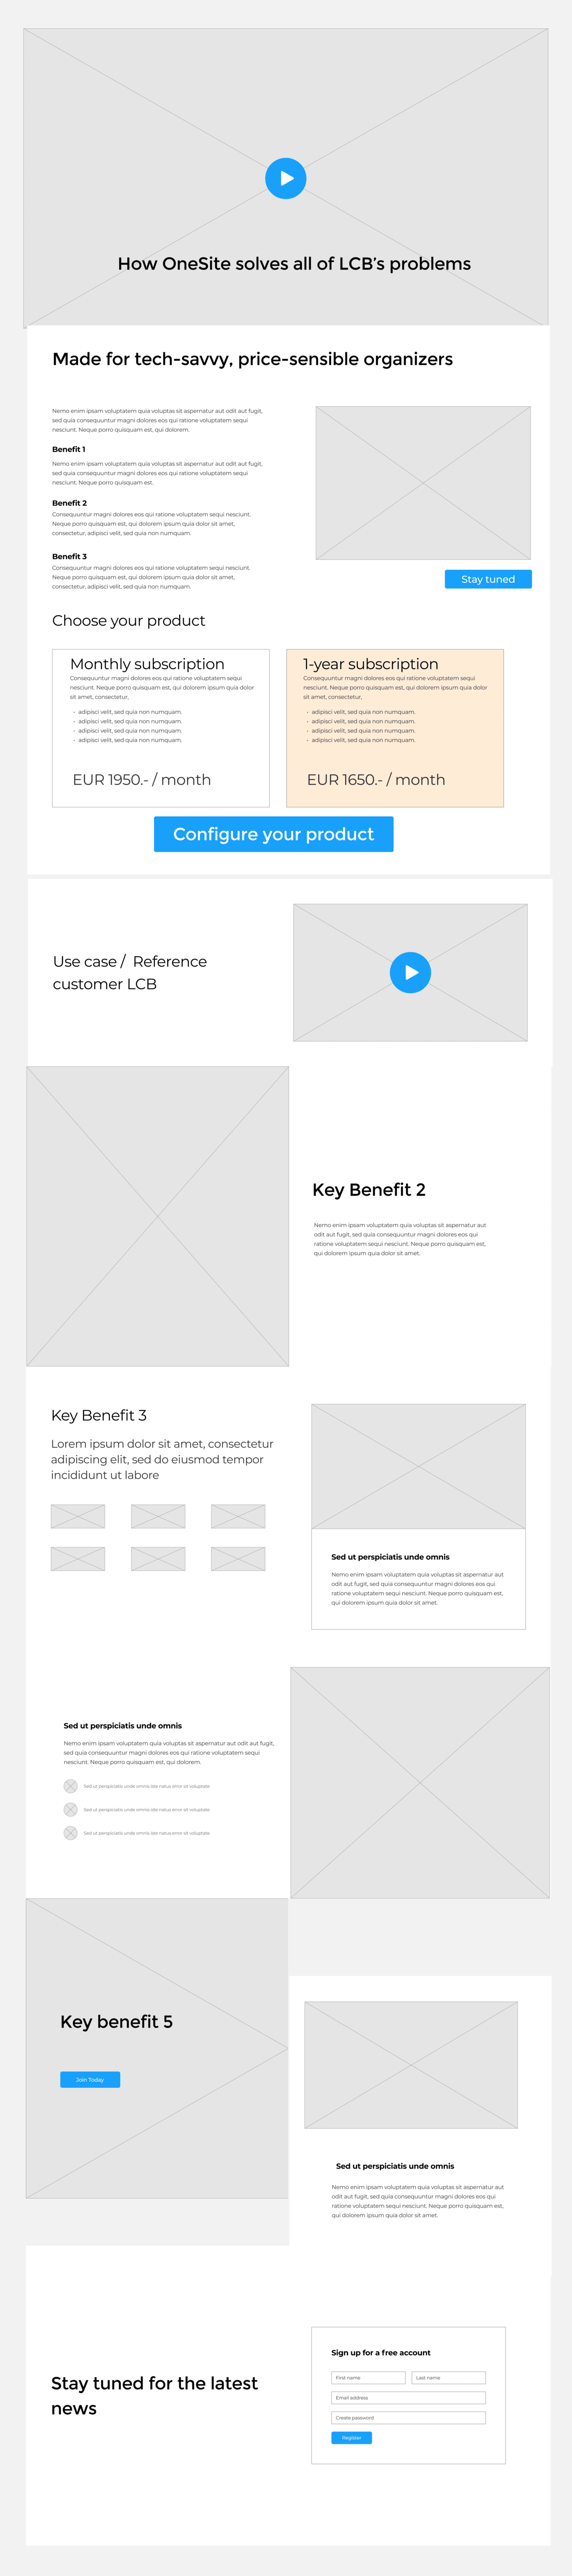 How OneSite solves all of LCB's problems
Made for tech-savvy, price-sensible organizers
Nemo enim ipsam voluptatem quia voluptas sit aspernatur aut odit aut fugit,
sed quia consequuntur magni dolores eos qui ratione voluptatem sequi
nesciunt. Neque porro quisquam est, qui dolorem.
Benefit 1
Nemo enim ipsam voluptatem quia voluptas sit aspernatur aut odit aut fugit,
sed quia consequuntur magni dolores eos qui ratione voluptatem sequi
nesciunt. Neque porro quisquam est.
Benefit 2
Consequuntur magni dolores eos qui ratione voluptatem sequi nesciunt.
Neque porro quisquam est, qui dolorem ipsum quia dolor sit amet,
consectetur, adipisci velit, sed quia non numquam.
Benefit 3
Consequuntur magni dolores eos qui ratione voluptatem sequi nesciunt.
Neque porro quisquam est, qui dolorem ipsum quia dolor sit amet,
consectetur, adipisci velit, sed quia non numquam.
Stay tuned
Choose your product
Monthly subscription
Consequuntur magni dolores eos qui ratione voluptatem sequi
nesciunt. Neque porro quisquam est, qui dolorem ipsum quia dolor
sit amet, consectetur,
- adipisci velit, sed quia non numquam.
- adipisci velit, sed quia non numquam.
- adipisci velit, sed quia non numquam.
- adipisci velit, sed quia non numquam.
EUR 1950.- / month
1-year subscription
Consequuntur magni dolores eos qui ratione voluptatem sequi
nesciunt. Neque porro quisquam est, qui dolorem ipsum quia dolor
sit amet, consectetur,
- adipisci velit, sed quia non numquam.
- adipisci velit, sed quia non numquam.
- adipisci velit, sed quia non numquam.
- adipisci velit, sed quia non numquam.
EUR 1650.- / month
Configure your product
Use case / Reference
customer LCB
Key Benefit 2
Nemo enim ipsam voluptatem quia voluptas sit aspernatur aut
odit aut fugit, sed quia consequuntur magni dolores eos qui
ratione voluptatem sequi nesciunt. Neque porro quisquam est,
qui dolorem ipsum quia dolor sit amet.
Key Benefit 3
Lorem ipsum dolor sit amet, consectetur
adipiscing elit, sed do eiusmod tempor
incididunt ut labore
Sed ut perspiciatis unde omnis
Nemo enim ipsam voluptatem quia voluptas sit aspernatur aut
odit aut fugit, sed quia consequuntur magni dolores eos qui
ratione voluptatem sequi nesciunt. Neque porro quisquam est,
qui dolorem ipsum quia dolor sit amet.
Sed ut perspiciatis unde omnis
Nemo enim ipsam voluptatem quia voluptas sit aspernatur aut odit aut fugit,
sed quia consequuntur magni dolores eos qui ratione voluptatem sequi
nesciunt. Neque porro quisquam est, qui dolorem.
Sed ut perspiciatis unde omnis iste natus error sit voluptate
Sed ut perspiciatis unde omnis iste natus error sit voluptate
Sed ut perspiciatis unde omnis iste natus error sit voluptate
Key benefit 5
Join Today
Sed ut perspiciatis unde omnis
Nemo enim ipsam voluptatem quia voluptas sit aspernatur aut
odit aut fugit, sed quia consequuntur magni dolores eos qui
ratione voluptatem sequi nesciunt. Neque porro quisquam est,
qui dolorem ipsum quia dolor sit amet.
Stay tuned for the latest
news
Sign up for a free account
First name
Last name
Email address
Create password
Register